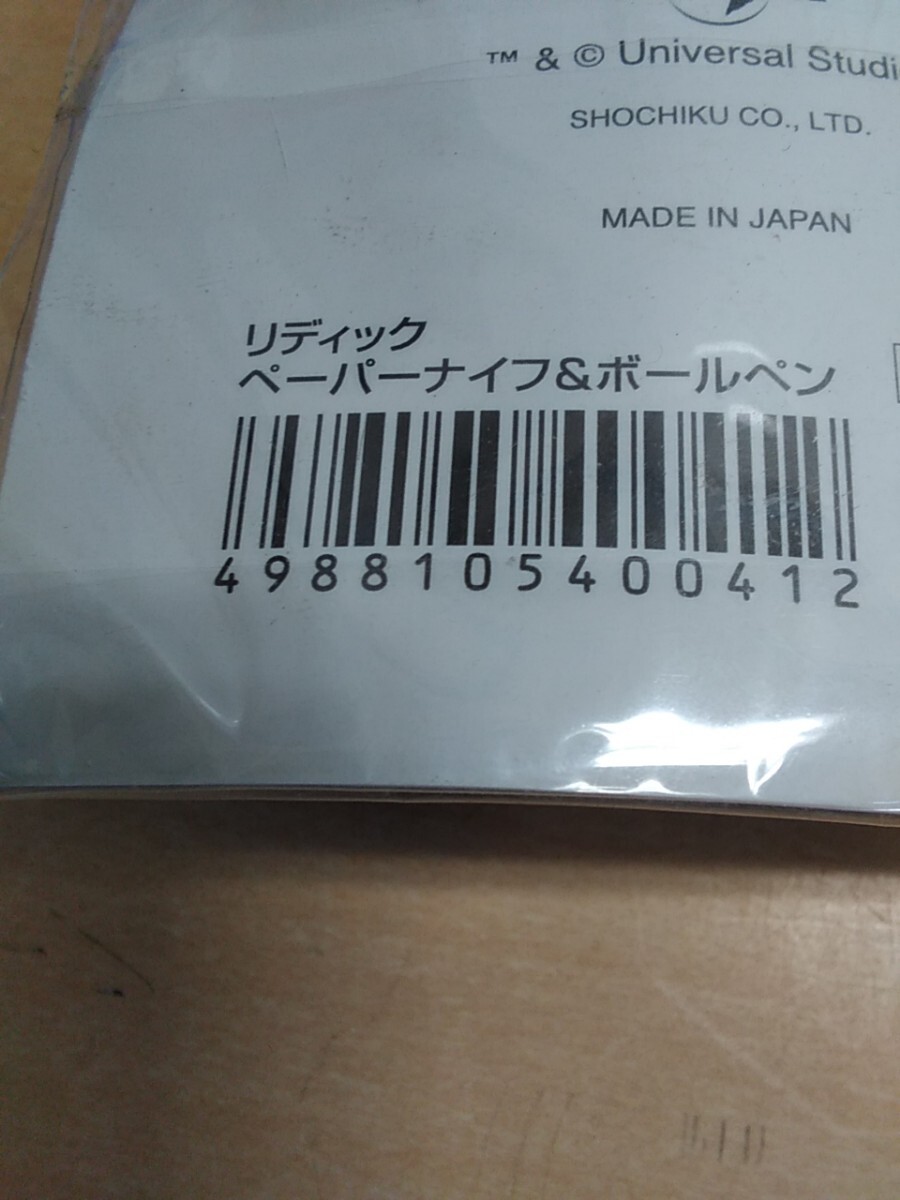 ™ & © Universal
SHOCHIKU CO., LTD.
MADE IN JAPAN
リディック
ペーパーナイフ&ボールペン
4988105400412